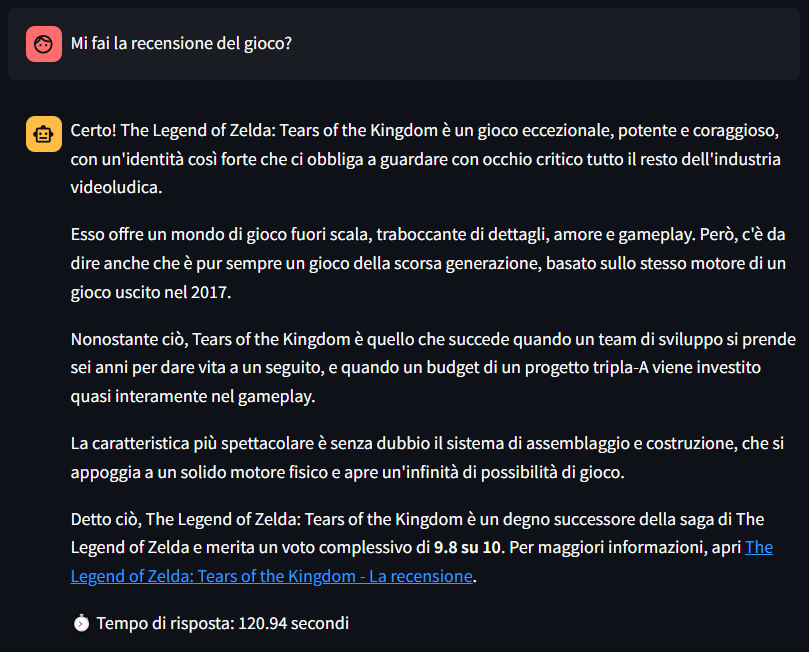 Mi fai la recensione del gioco?
Certo! The Legend of Zelda: Tears of the Kingdom è un gioco eccezionale, potente e coraggioso,
con un'identità così forte che ci obbliga a guardare con occhio critico tutto il resto dell'industria
videoludica.
Esso offre un mondo di gioco fuori scala, traboccante di dettagli, amore e gameplay. Però, c'è da
dire anche che è pur sempre un gioco della scorsa generazione, basato sullo stesso motore di un
gioco uscito nel 2017.
Nonostante ciò, Tears of the Kingdom è quello che succede quando un team di sviluppo si prende
sei anni per dare vita a un seguito, e quando un budget di un progetto tripla-A viene investito
quasi interamente nel gameplay.
La caratteristica più spettacolare è senza dubbio il sistema di assemblaggio e costruzione, che si
appoggia a un solido motore fisico e apre un'infinità di possibilità di gioco.
Detto ciò, The Legend of Zelda: Tears of the Kingdom è un degno successore della saga di The
Legend of Zelda e merita un voto complessivo di 9.8 su 10. Per maggiori informazioni, apri The
Legend of Zelda: Tears of the Kingdom - La recensione.
Tempo di risposta: 120.94 secondi